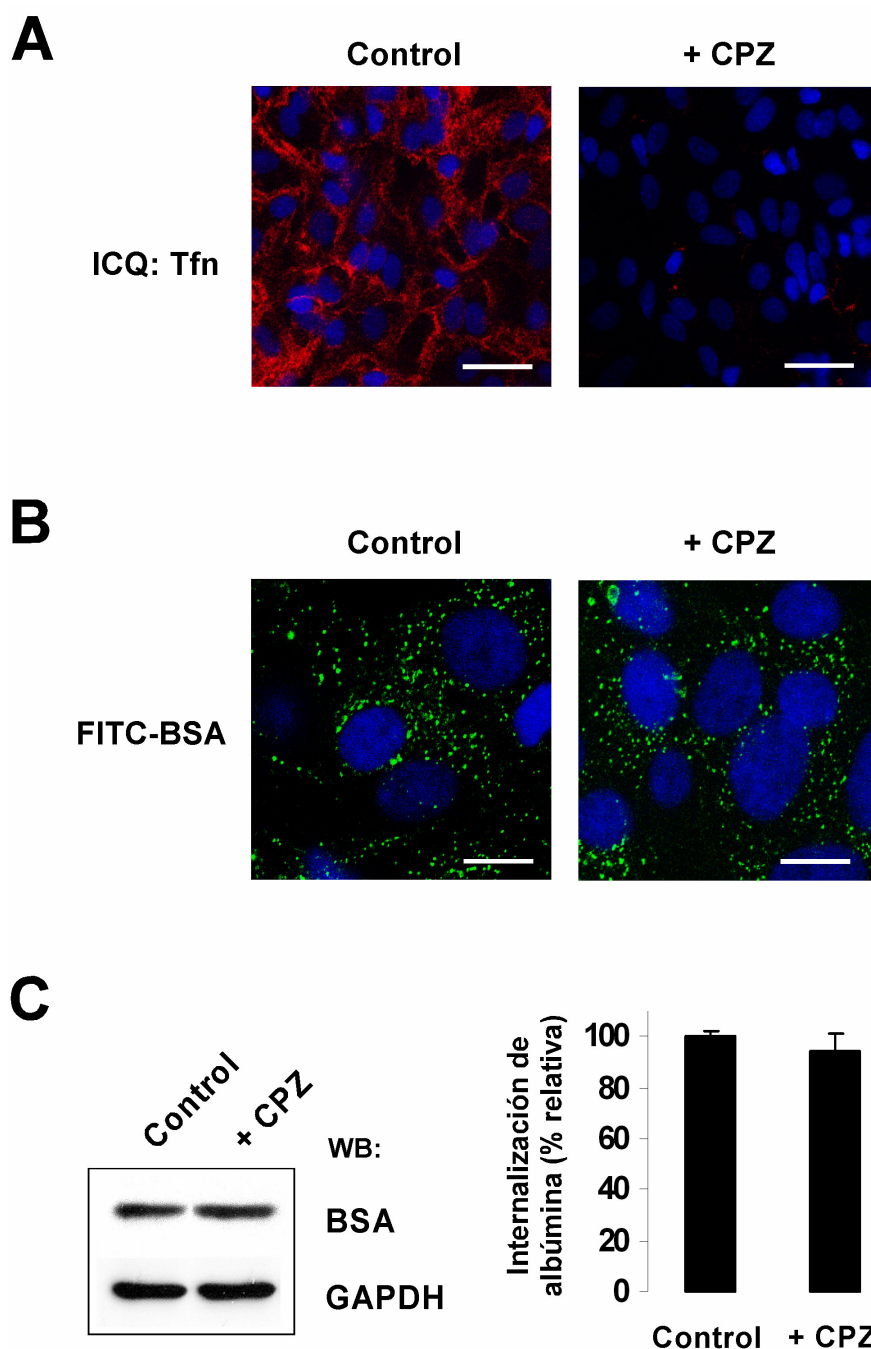 A
Control
+ CPZ
ICQ: Tfn
B
Control
+ CPZ
FITC-BSA
C
Control
+ CPZ
WB:
BSA
GAPDH
Internalización de
albúmina (% relativa)
100
80
60
40
20
0
Control
+ CPZ